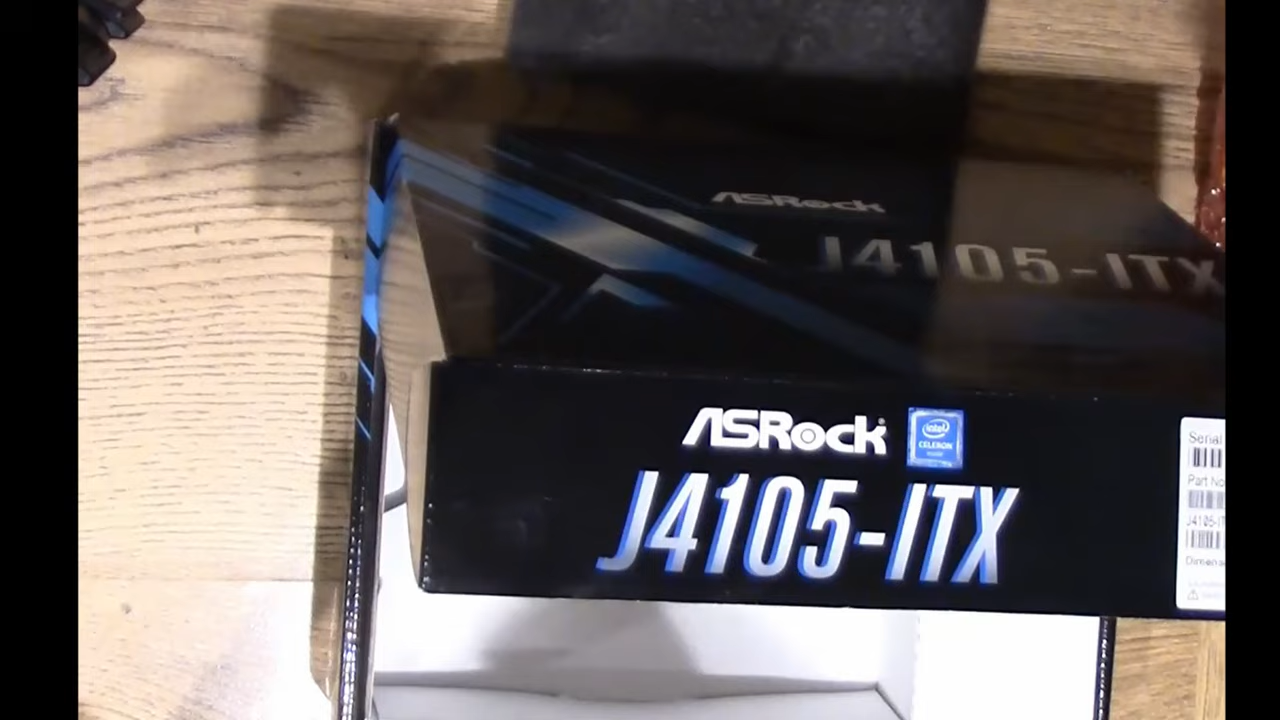 ASRock
J4105-ITX
ASRock
intel
CELERON
J4105-ITX
Serial
Part No